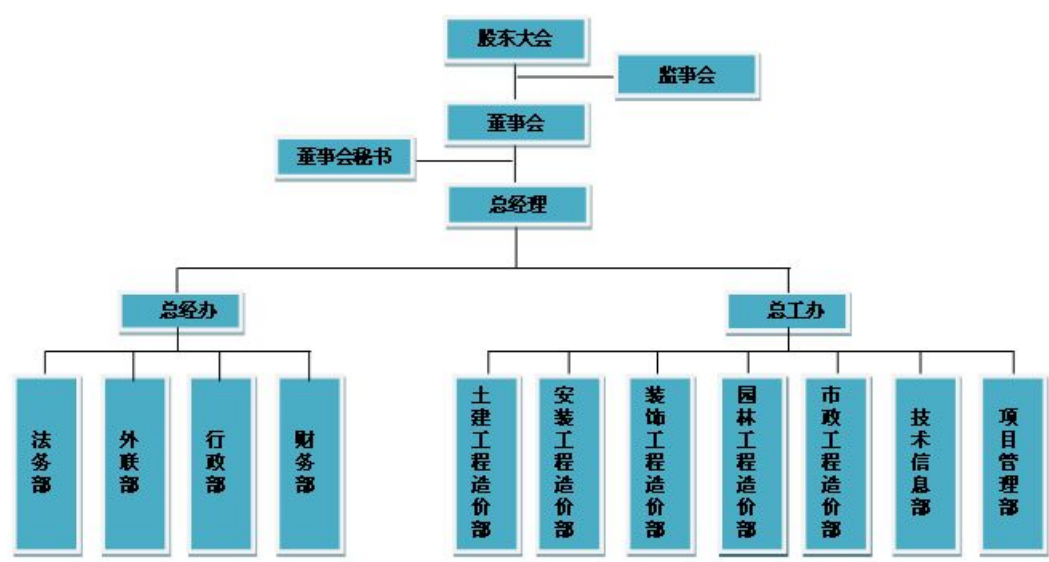 股东大会
监事会
董事会
董事会秘书
总经理
总经办
总工办
法务部
外联部
行政部
财务部
土建工程造价部
安装工程造价部
装饰工程造价部
园林工程造价部
市政工程造价部
技术信息部
项目管理部